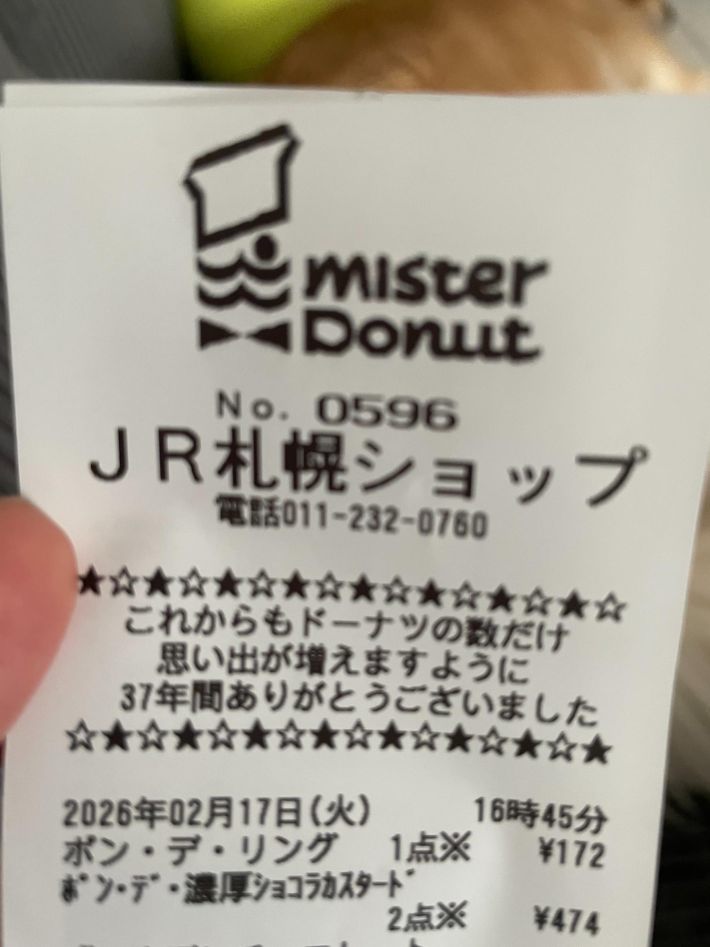 mister
Donut
No. 0596
JR札幌ショップ
電話011-232-0760
★☆★☆★☆★☆★☆★☆★☆★☆
これからもドーナツの数だけ
思い出が増えますように
37年間ありがとうございました
☆★☆★☆★☆★☆★☆★☆★☆★
2026年02月17日(火) 16時45分
ポン・デ・リング 1点※ ¥172
ﾎﾟﾝ･ﾃﾞ･濃厚ｼｮｺﾗｶｽﾀｰﾄﾞ
2点※ ¥474